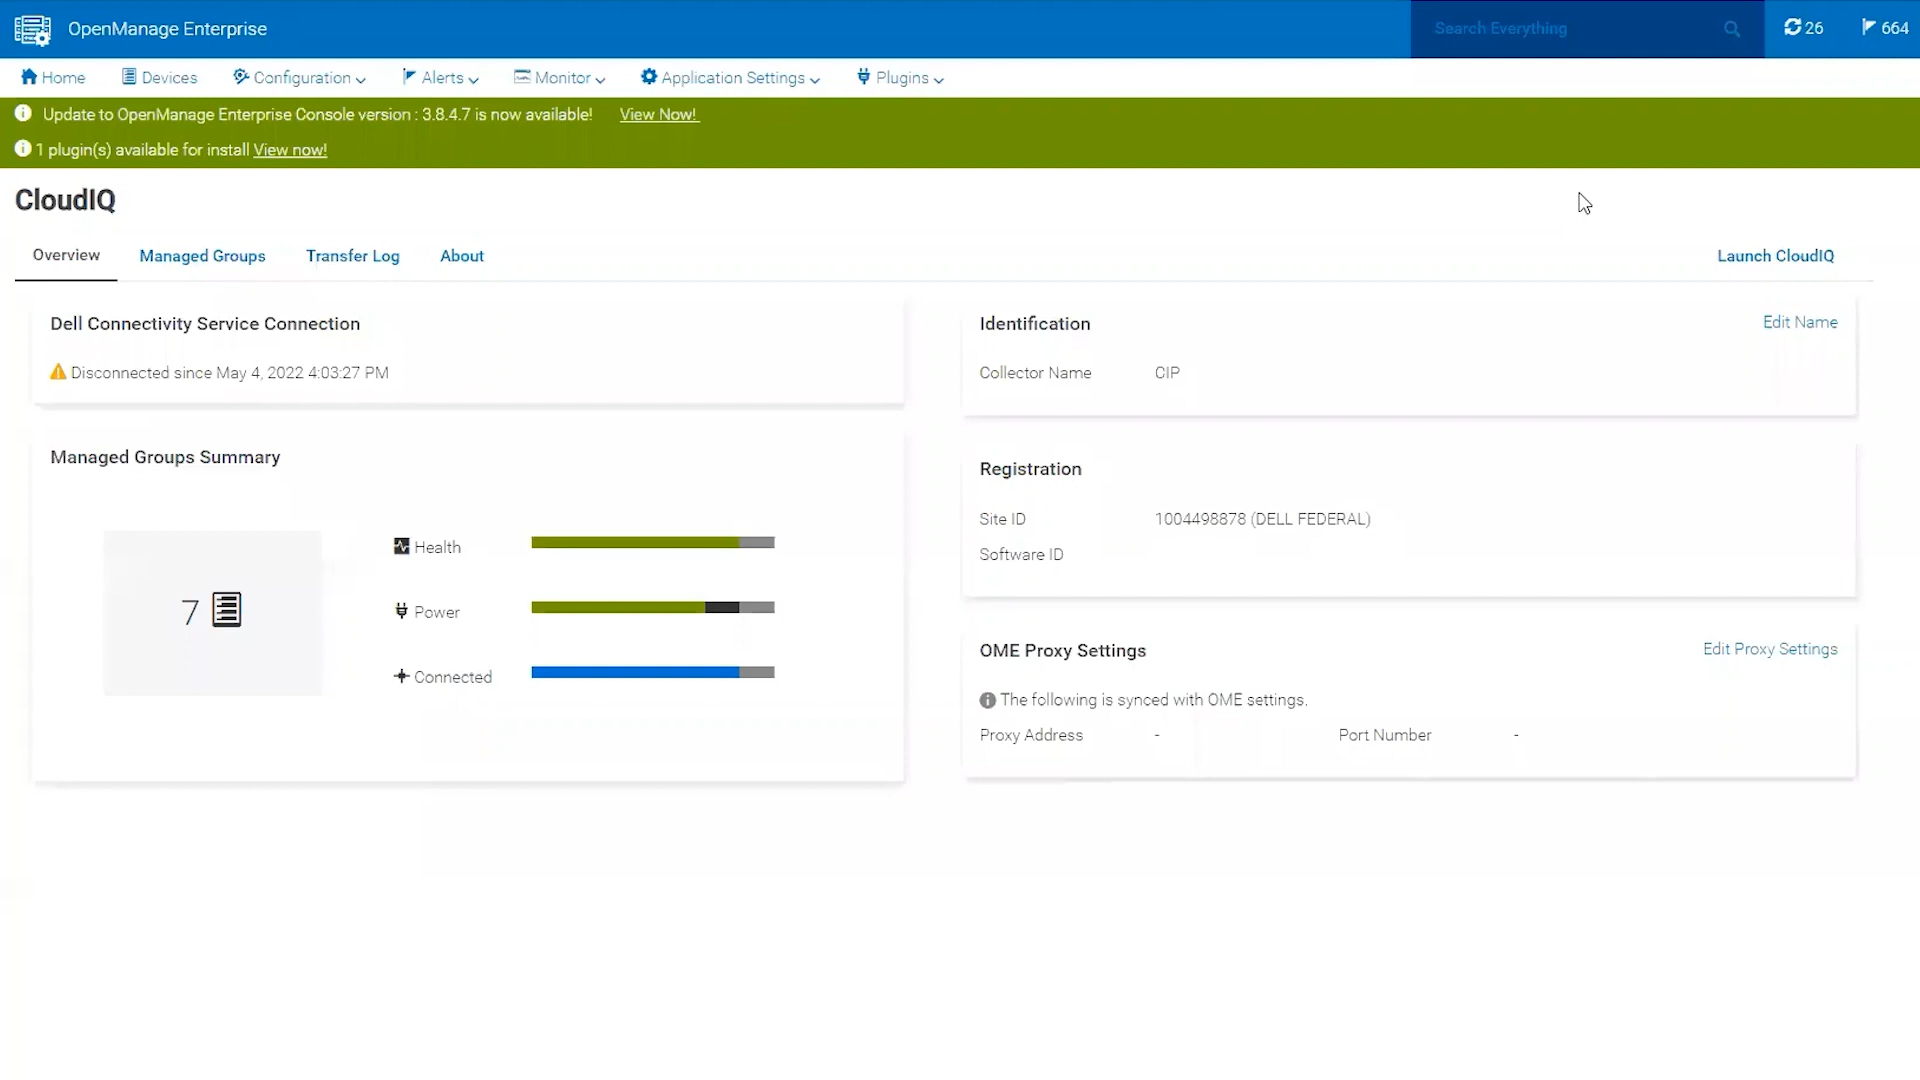 OpenManage Enterprise
Search Everything
26
664
Home
Devices
Configuration
Alerts
Monitor
Application Settings
Plugins
Update to OpenManage Enterprise Console version : 3.8.4.7 is now available! View Now!
1 plugin(s) available for install View now!
CloudIQ
Overview
Managed Groups
Transfer Log
About
Launch CloudIQ
Dell Connectivity Service Connection
Disconnected since May 4, 2022 4:03:27 PM
Managed Groups Summary
7
Health
Power
Connected
Identification
Edit Name
Collector Name CIP
Registration
Site ID 1004498878 (DELL FEDERAL)
Software ID
OME Proxy Settings
Edit Proxy Settings
The following is synced with OME settings.
Proxy Address - Port Number -